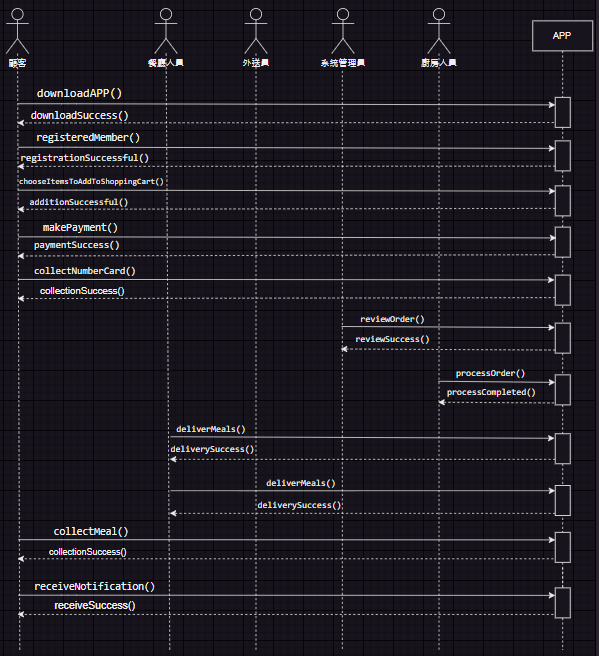 顧客 餐廳人員 外送員 系統管理員 廚房人員 APP
downloadAPP()
downloadSuccess()
registeredMember()
registrationSuccessful()
chooseItemsToAddToShoppingCart()
additionSuccessful()
makePayment()
paymentSuccess()
collectNumberCard()
collectionSuccess()
reviewOrder()
reviewSuccess()
processOrder()
processCompleted()
deliverMeals()
deliverySuccess()
deliverMeals()
deliverySuccess()
collectMeal()
collectionSuccess()
receiveNotification()
receiveSuccess()